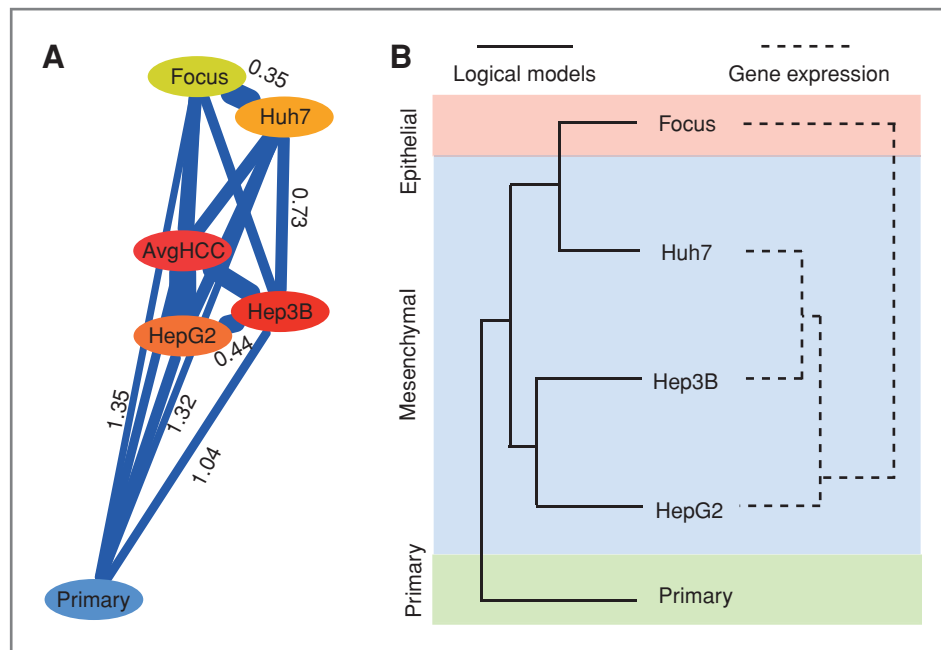 A
Focus
0.35
Huh7
0.73
AvgHCC
Hep3B
HepG2
0.44
1.35
1.32
1.04
Primary
B
Logical models
Gene expression
Epithelial
Focus
Mesenchymal
Huh7
Hep3B
HepG2
Primary
Primary